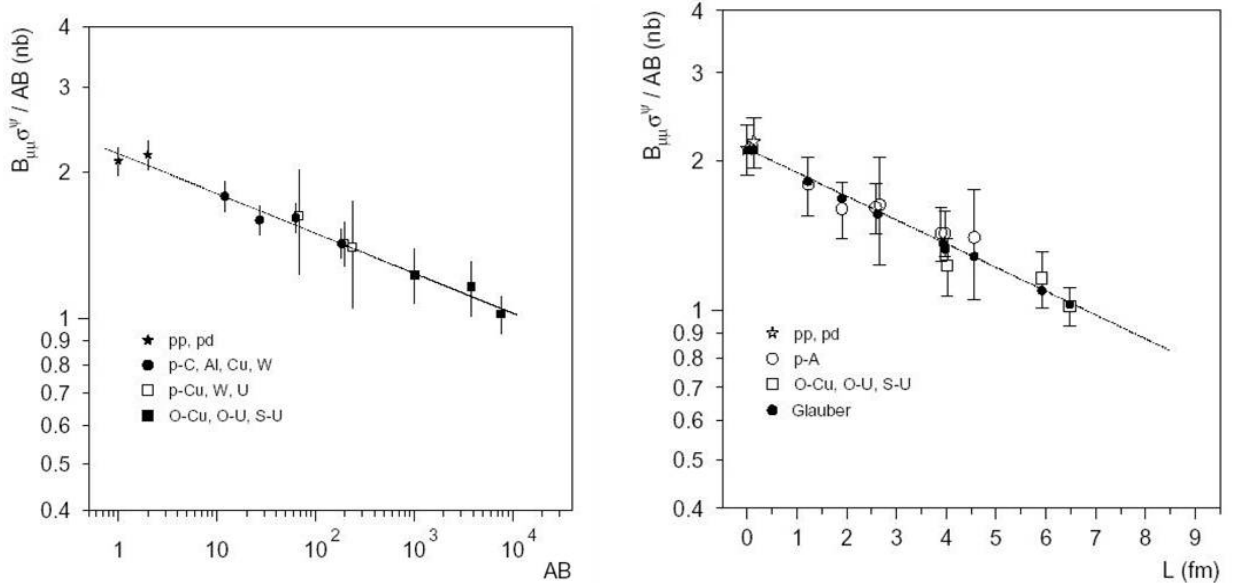 B_μμ σ^ψ / AB (nb)
4
3
2
1
0.9
0.8
0.7
0.6
0.5
0.4
pp, pd
p-C, Al, Cu, W
p-Cu, W, U
O-Cu, O-U, S-U
1
10
10²
10³
10⁴
AB
B_μμ σ^ψ / AB (nb)
4
3
2
1
0.9
0.8
0.7
0.6
0.5
0.4
pp, pd
p-A
O-Cu, O-U, S-U
Glauber
0 1 2 3 4 5 6 7 8 9
L (fm)